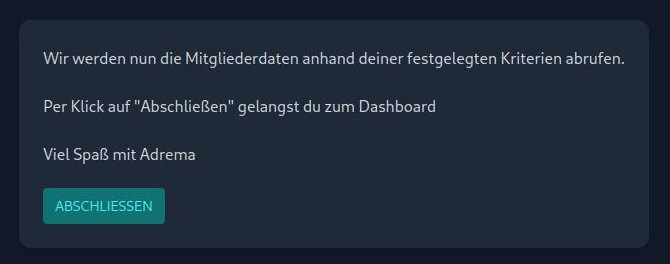 Wir werden nun die Mitgliederdaten anhand deiner festgelegten Kriterien abrufen.
Per Klick auf "Abschließen" gelangst du zum Dashboard
Viel Spaß mit Adrema
ABSCHLIESSEN